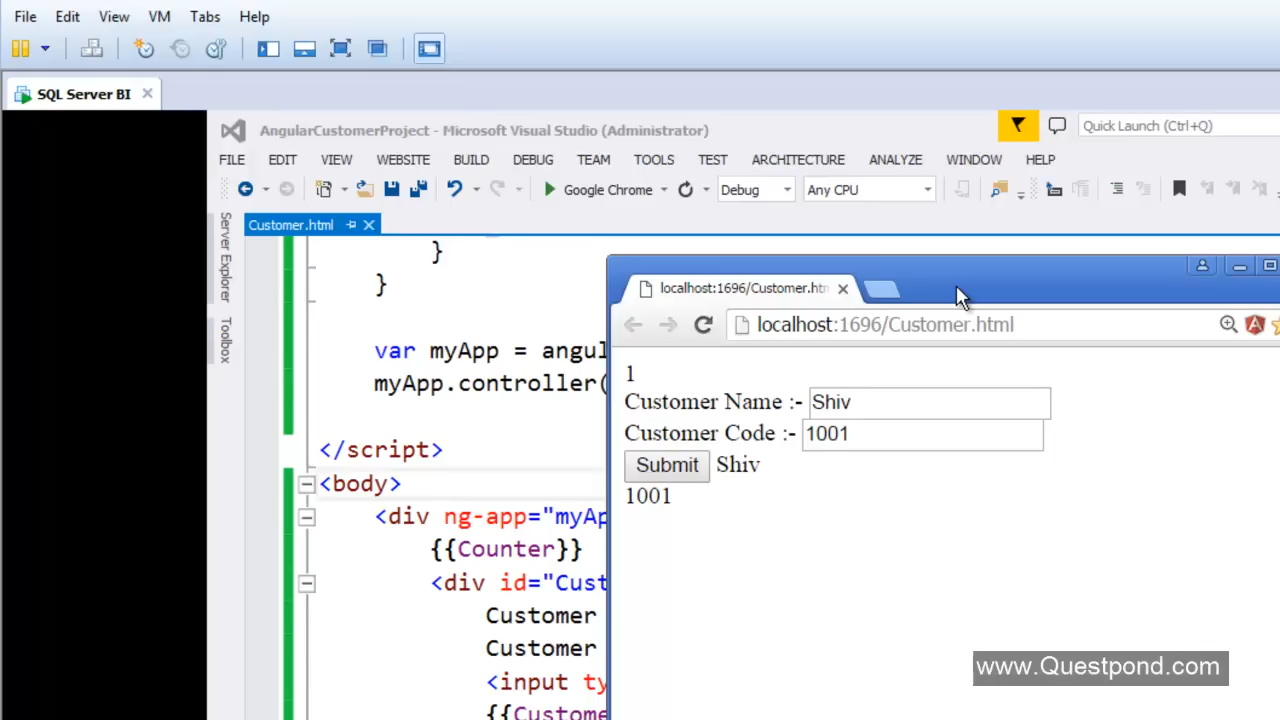 File Edit View VM Tabs Help
SQL Server BI
AngularCustomerProject - Microsoft Visual Studio (Administrator)
Quick Launch (Ctrl+Q)
FILE EDIT VIEW WEBSITE BUILD DEBUG TEAM TOOLS TEST ARCHITECTURE ANALYZE WINDOW HELP
Google Chrome Debug Any CPU
Server Explorer
Toolbox
Customer.html
}
}
var myApp = angul
myApp.controller(
</script>
<body>
<div ng-app="myAp
{{Counter}}
<div id="Cust
Customer
Customer
<input ty
{{Custome
localhost:1696/Customer.htm
localhost:1696/Customer.html
1
Customer Name :- Shiv
Customer Code :- 1001
Submit Shiv
1001
www.Questpond.com